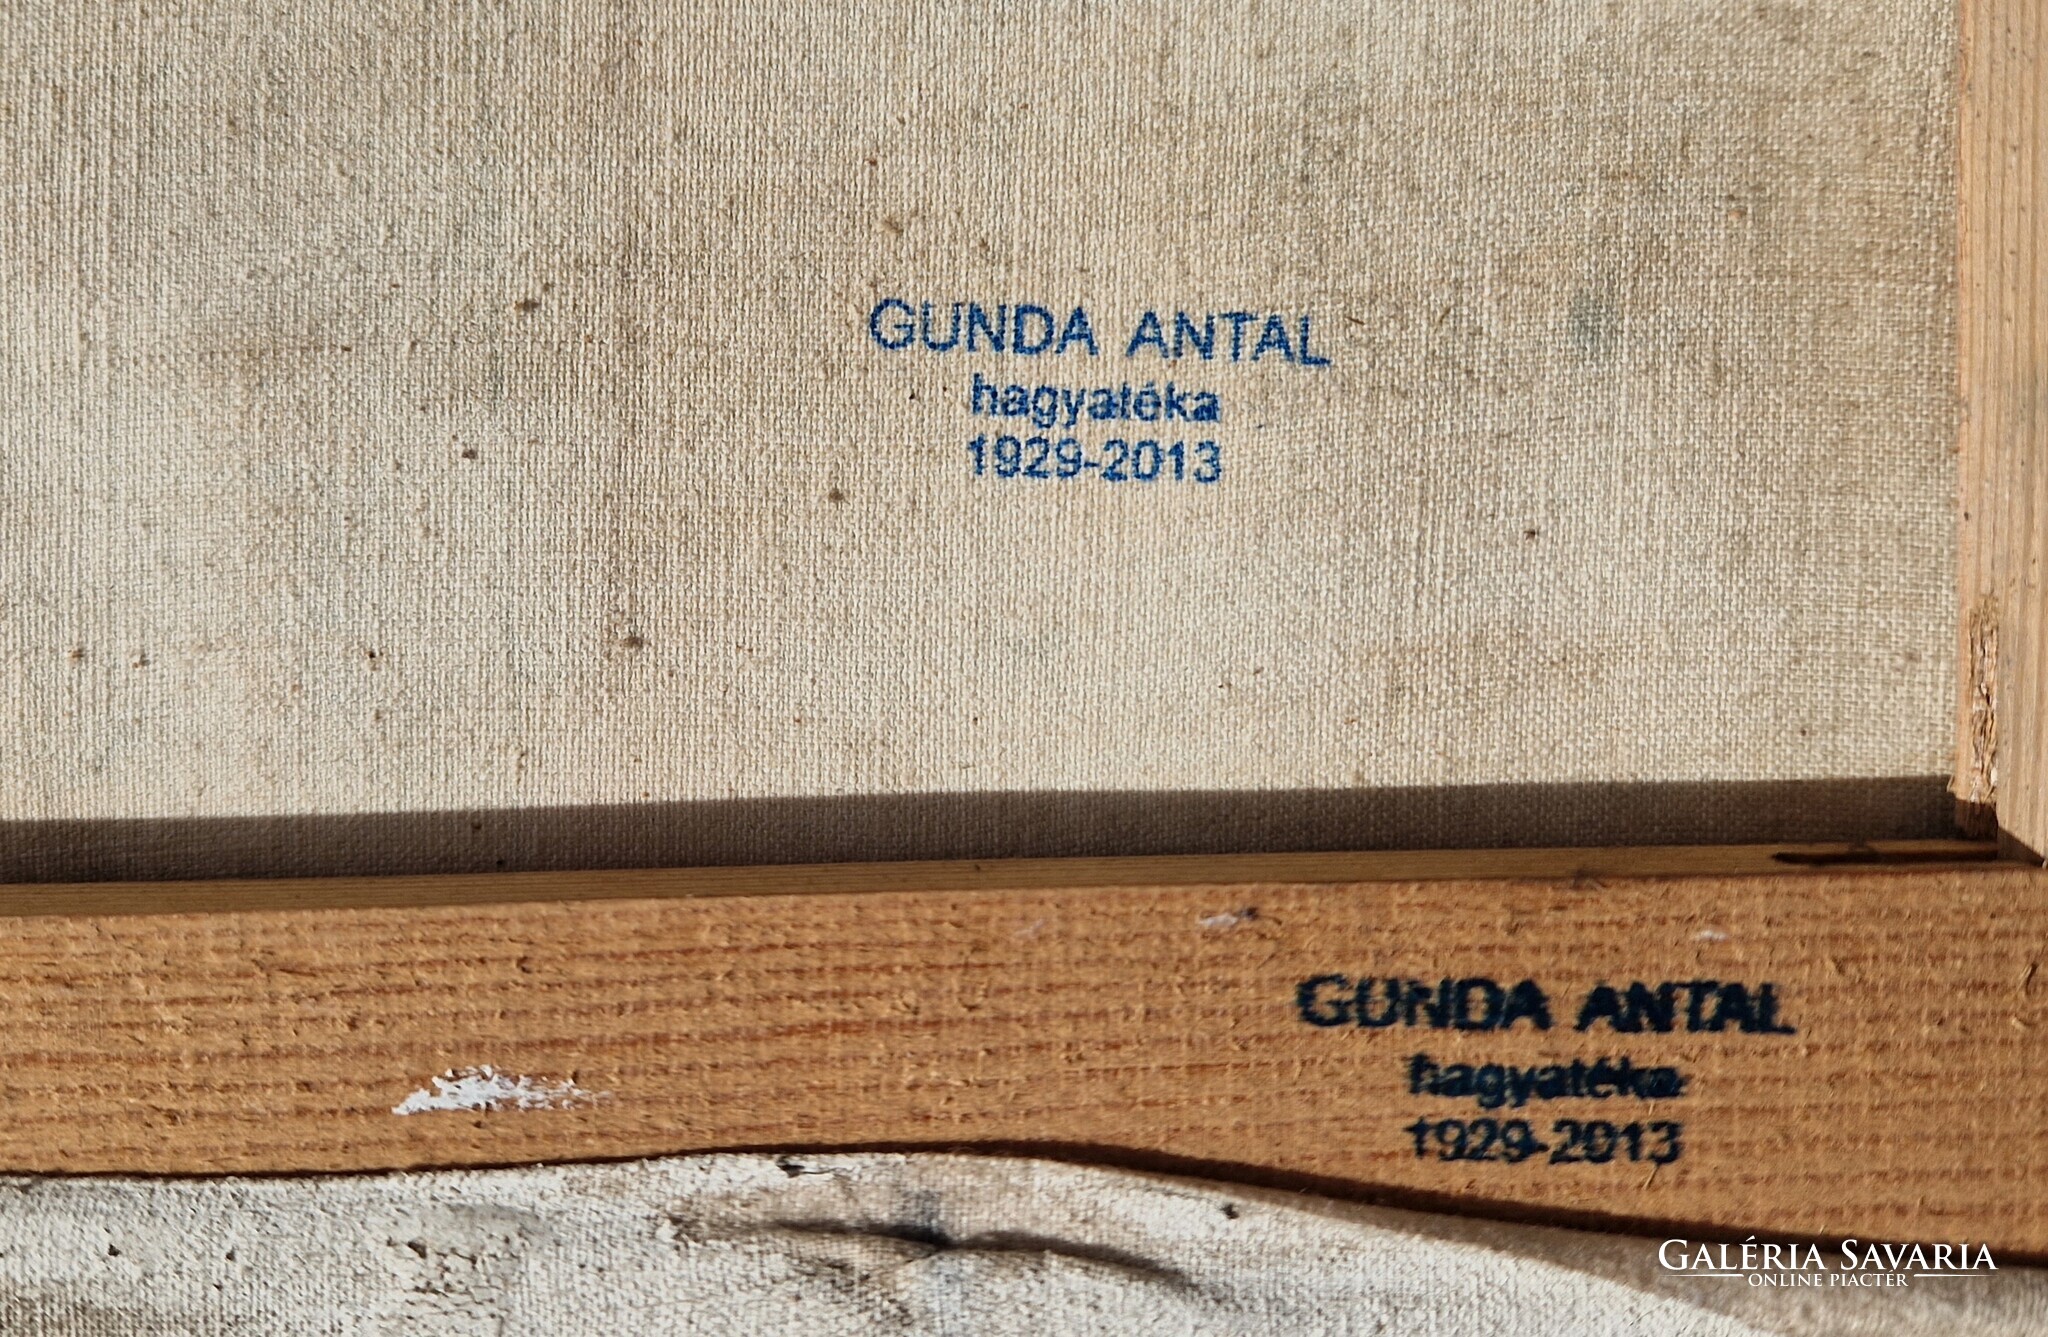 GUNDA ANTAL
hagyatéka
1929-2013
GUNDA ANTAL
hagyatéka
1929-2013
GALÉRIA SAVARIA
ONLINE PIACTÉR